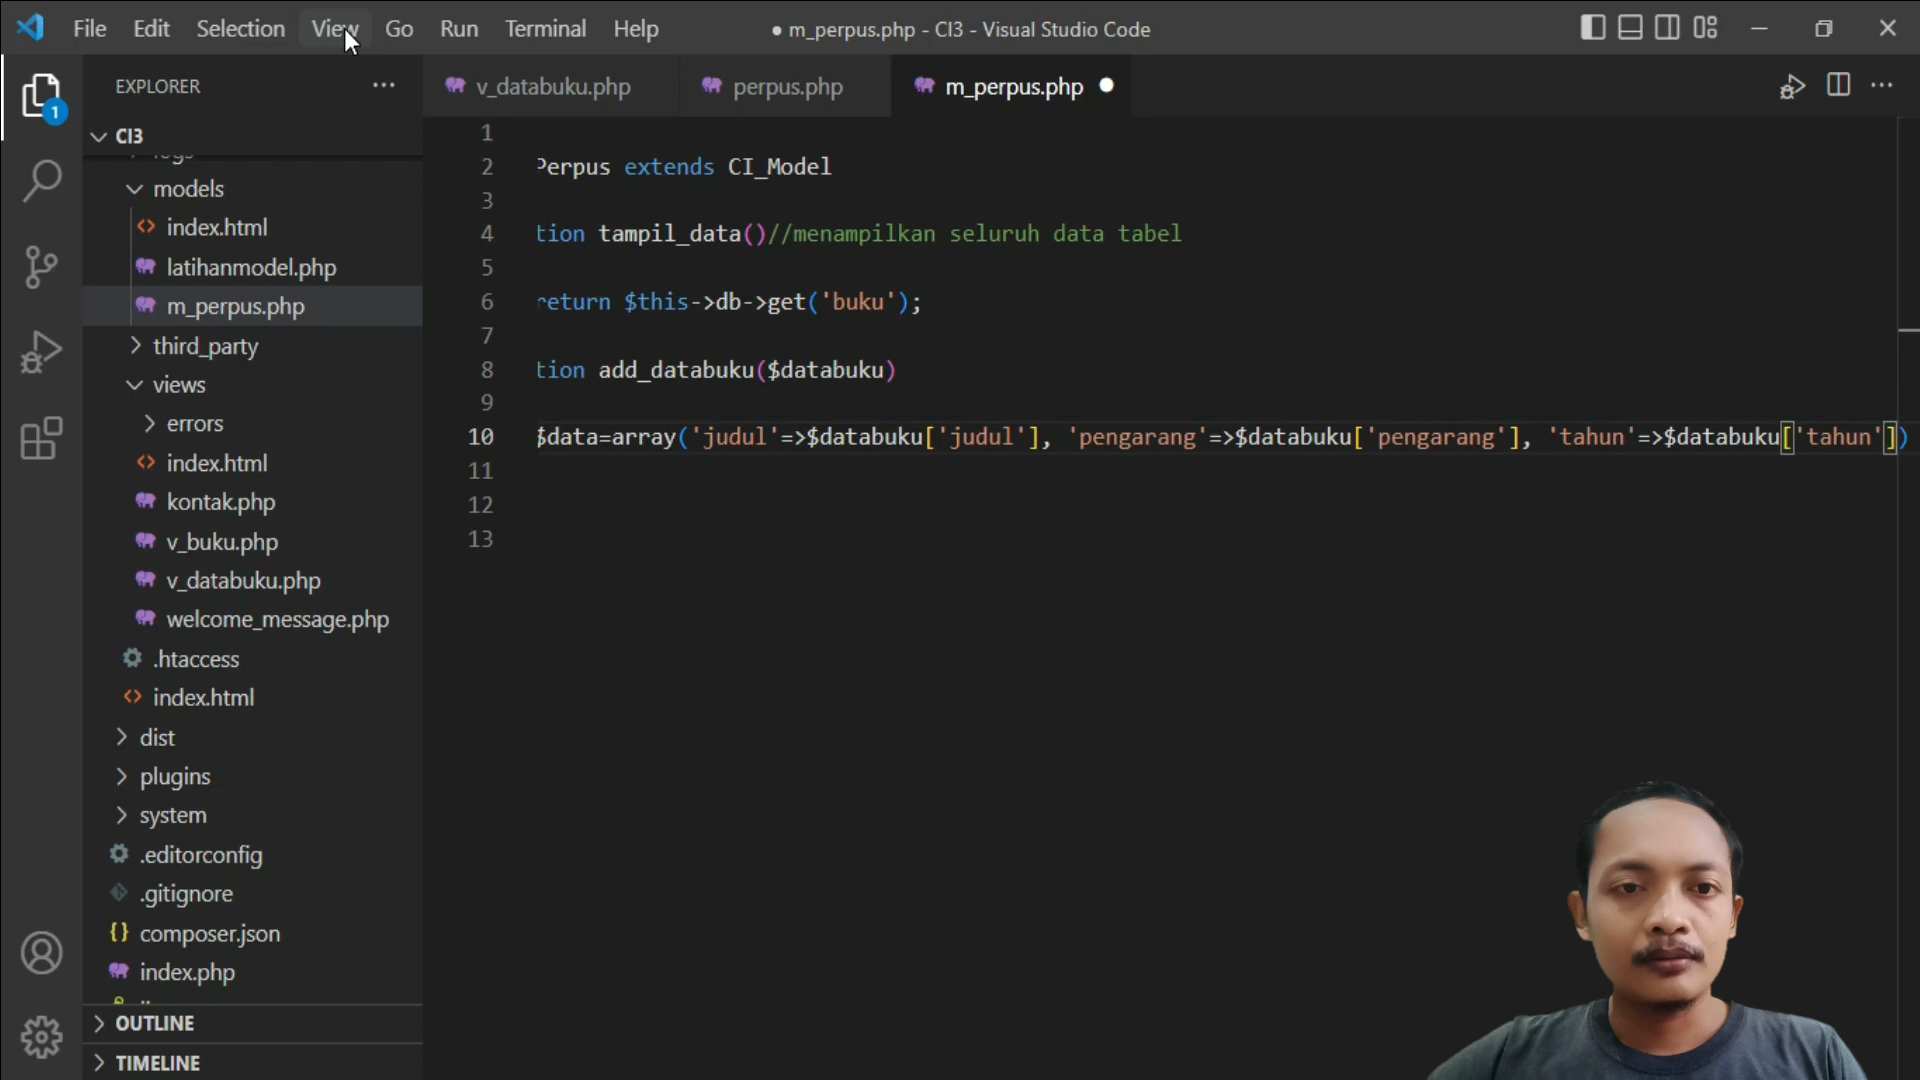 File Edit Selection View Go Run Terminal Help ● m_perpus.php - CI3 - Visual Studio Code
EXPLORER ···
v_databuku.php perpus.php m_perpus.php
CI3
models
index.html
latihanmodel.php
m_perpus.php
third_party
views
errors
index.html
kontak.php
v_buku.php
v_databuku.php
welcome_message.php
.htaccess
index.html
dist
plugins
system
.editorconfig
.gitignore
composer.json
index.php
OUTLINE
TIMELINE
1
1
2 Perpus extends CI_Model
3
4 tion tampil_data()//menampilkan seluruh data tabel
5
6 return $this->db->get('buku');
7
8 tion add_databuku($databuku)
9
10 $data=array('judul'=>$databuku['judul'], 'pengarang'=>$databuku['pengarang'], 'tahun'=>$databuku['tahun'])
11
12
13